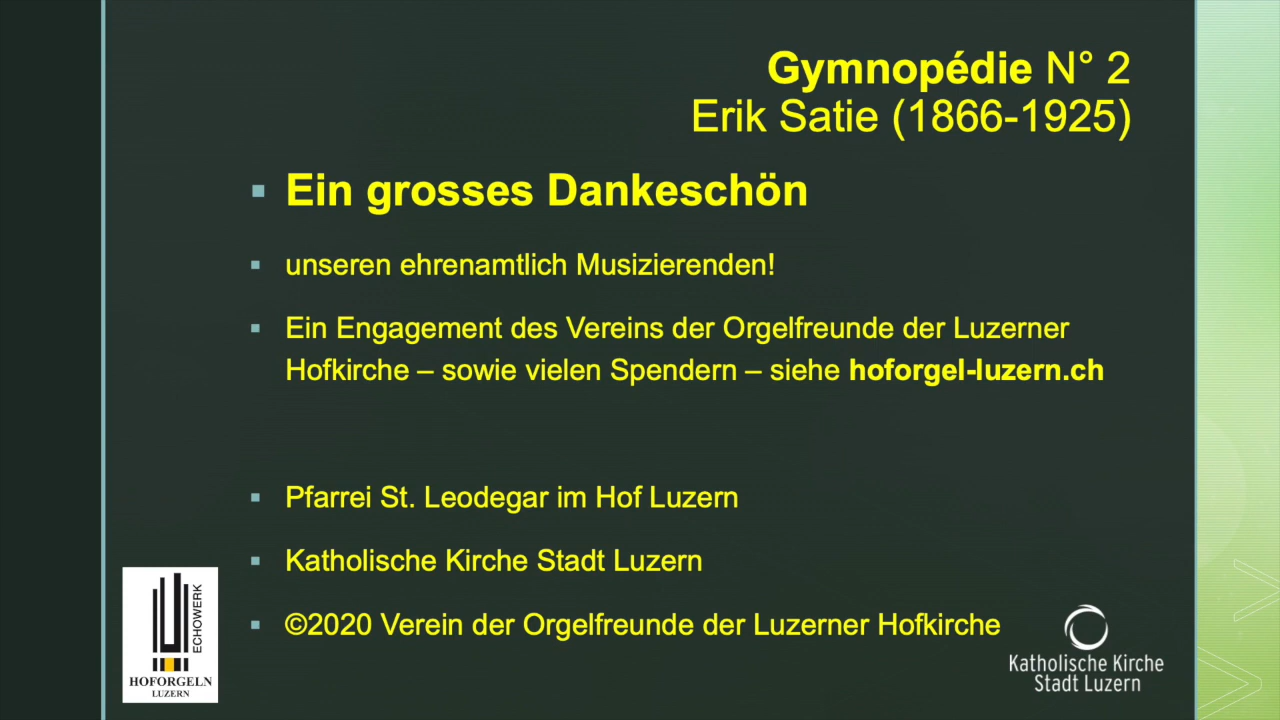 Gymnopédie N° 2
Erik Satie (1866-1925)
▪ Ein grosses Dankeschön
▪ unseren ehrenamtlich Musizierenden!
▪ Ein Engagement des Vereins der Orgelfreunde der Luzerner
Hofkirche – sowie vielen Spendern – siehe hoforgel-luzern.ch
▪ Pfarrei St. Leodegar im Hof Luzern
▪ Katholische Kirche Stadt Luzern
▪ ©2020 Verein der Orgelfreunde der Luzerner Hofkirche
ECHOWERK
HOFORGELN
LUZERN
Katholische Kirche
Stadt Luzern